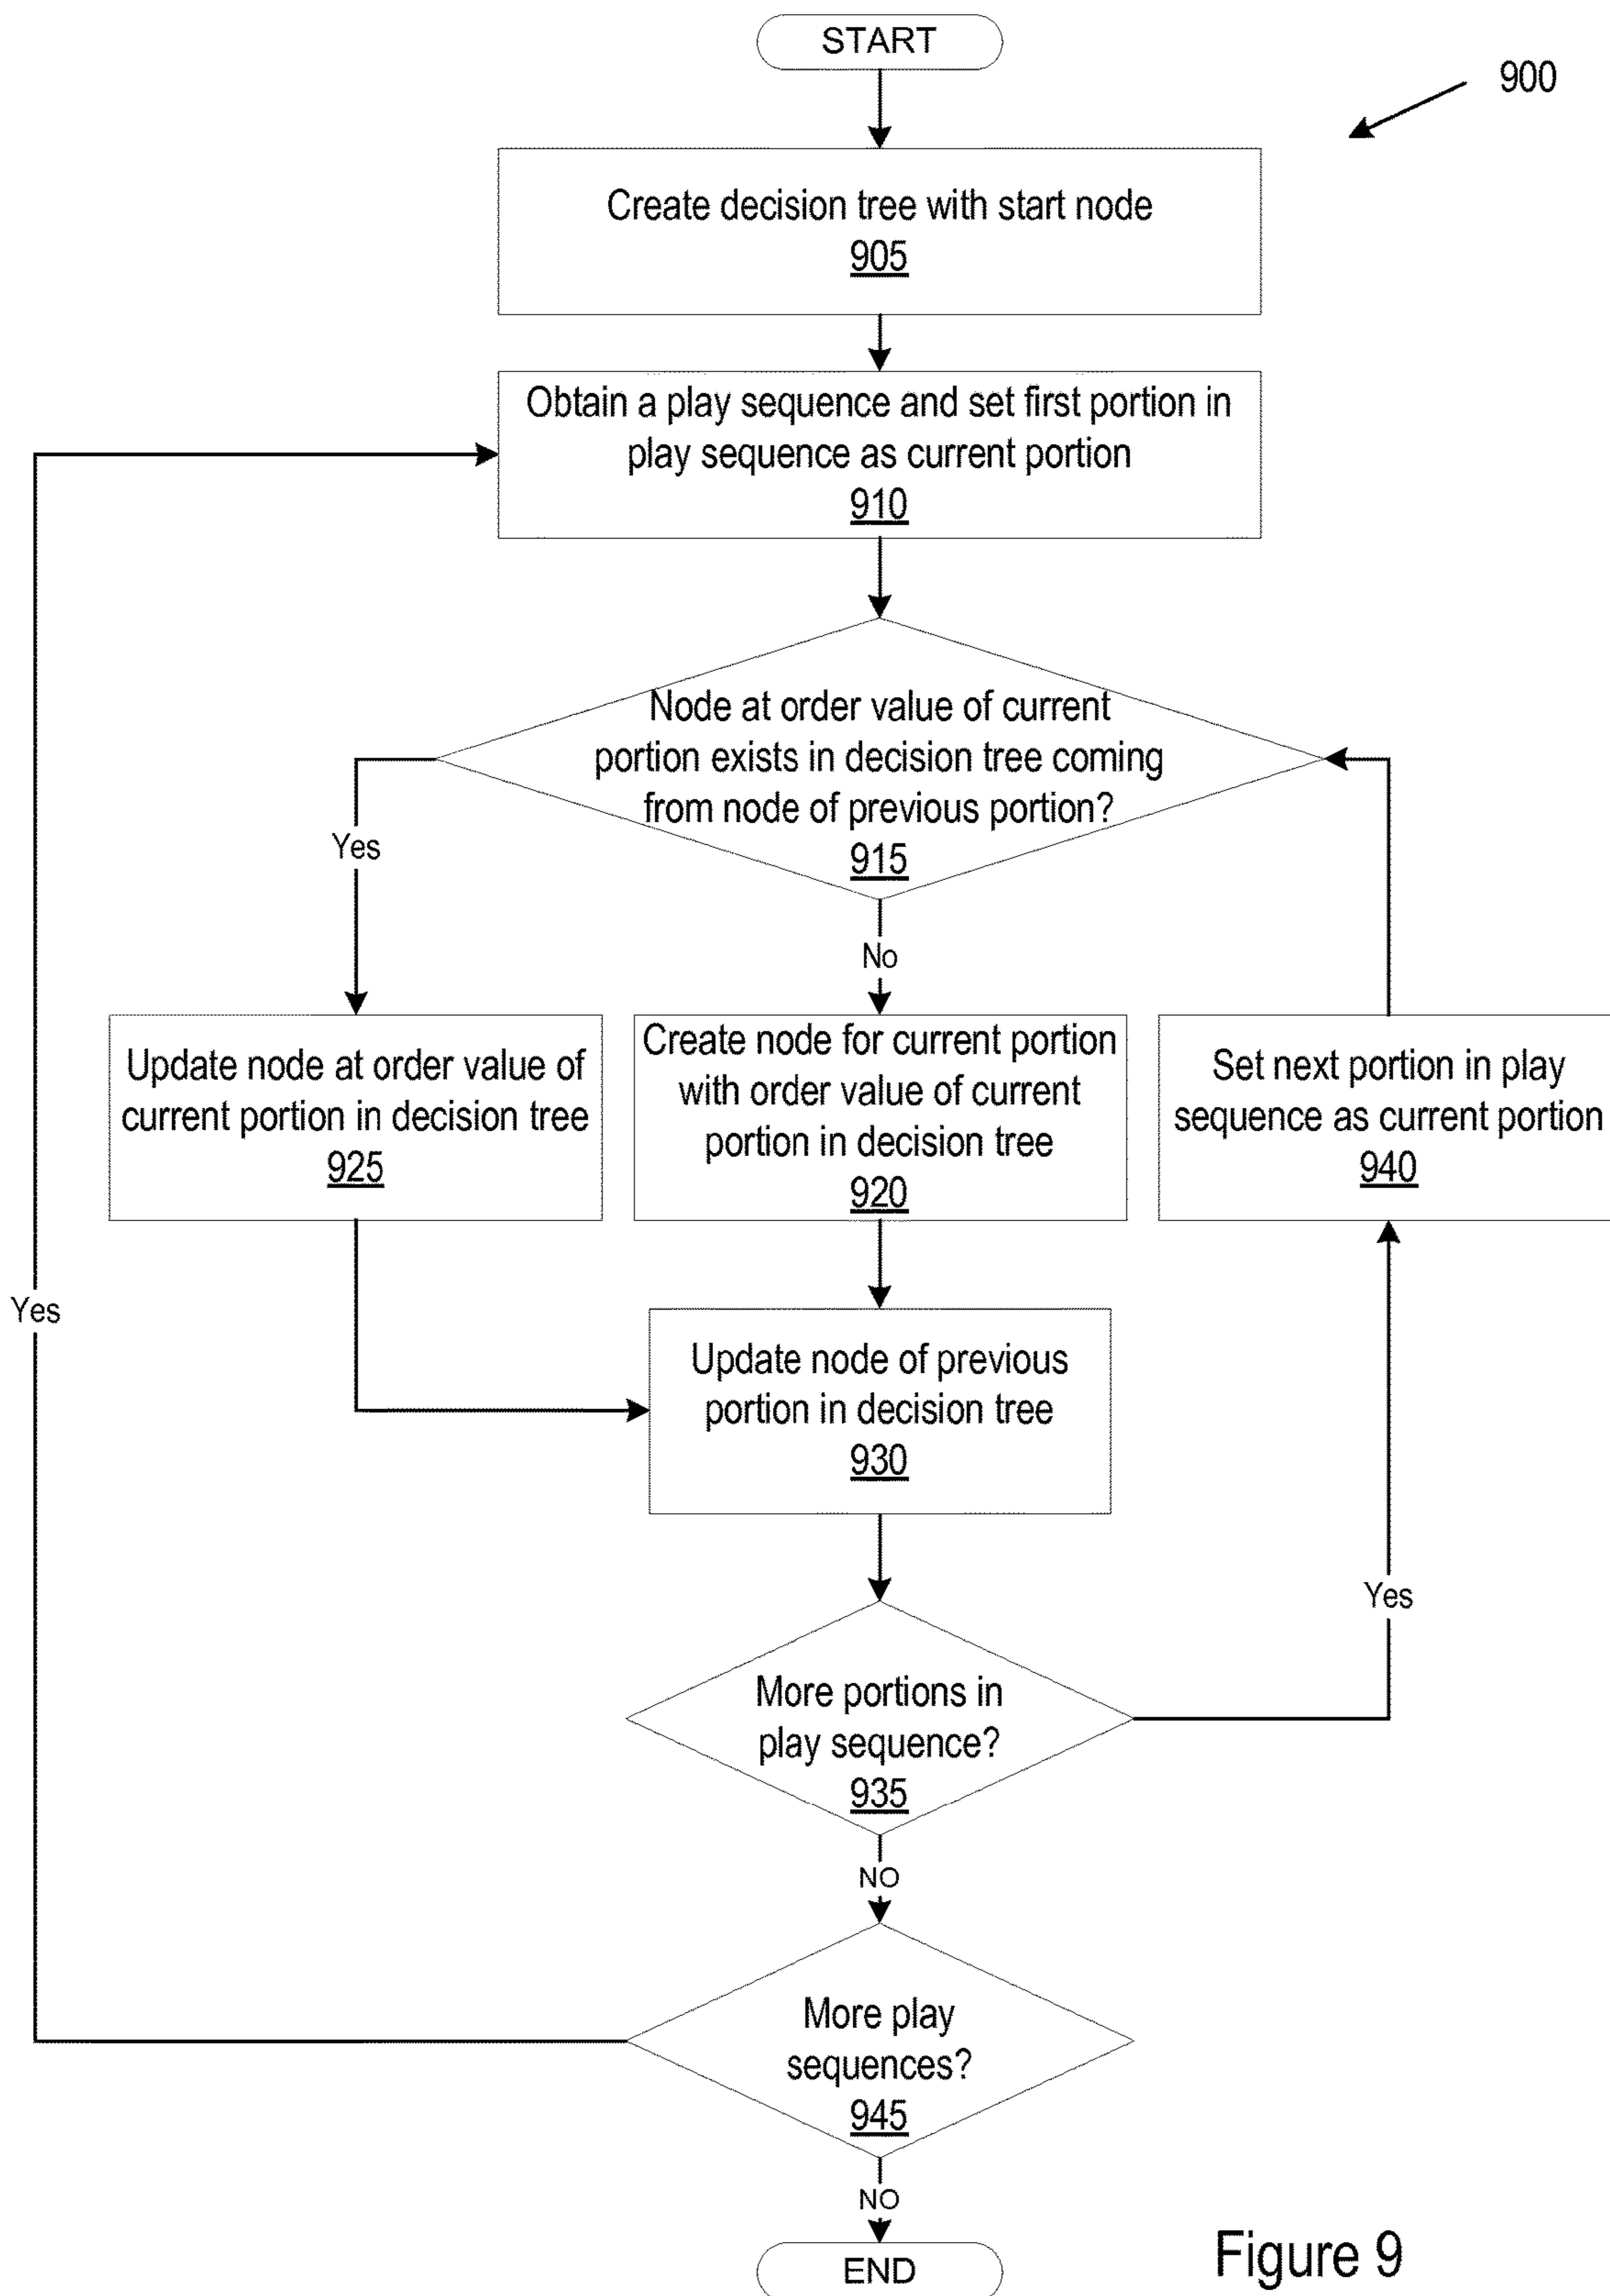 START
900
Create decision tree with start node
905
Obtain a play sequence and set first portion in
play sequence as current portion
910
Node at order value of current
portion exists in decision tree coming
from node of previous portion?
915
Yes
No
Update node at order value of
current portion in decision tree
925
Create node for current portion
with order value of current
portion in decision tree
920
Set next portion in play
sequence as current portion
940
Yes
Update node of previous
portion in decision tree
930
Yes
More portions in
play sequence?
935
NO
More play
sequences?
945
NO
END
Figure 9